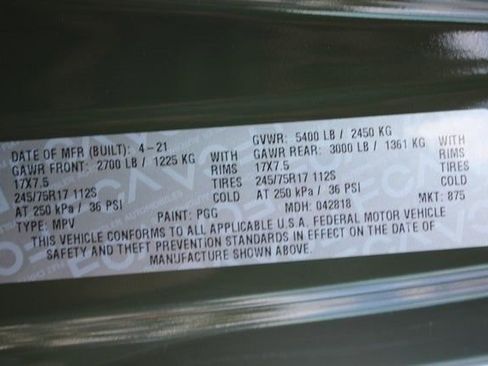 DATE OF MFR (BUILT): 4-21 GVWR: 5400 LB / 2450 KG
GAWR FRONT: 2700 LB / 1225 KG WITH GAWR REAR: 3000 LB / 1361 KG WITH
17X7.5 RIMS 17X7.5 RIMS
245/75R17 112S TIRES 245/75R17 112S TIRES
AT 250 kPa / 36 PSI COLD AT 250 kPa / 36 PSI COLD
TYPE: MPV PAINT: PGG MDH: 042818 MKT: 875
THIS VEHICLE CONFORMS TO ALL APPLICABLE U.S.A. FEDERAL MOTOR VEHICLE
SAFETY AND THEFT PREVENTION STANDARDS IN EFFECT ON THE DATE OF
MANUFACTURE SHOWN ABOVE.